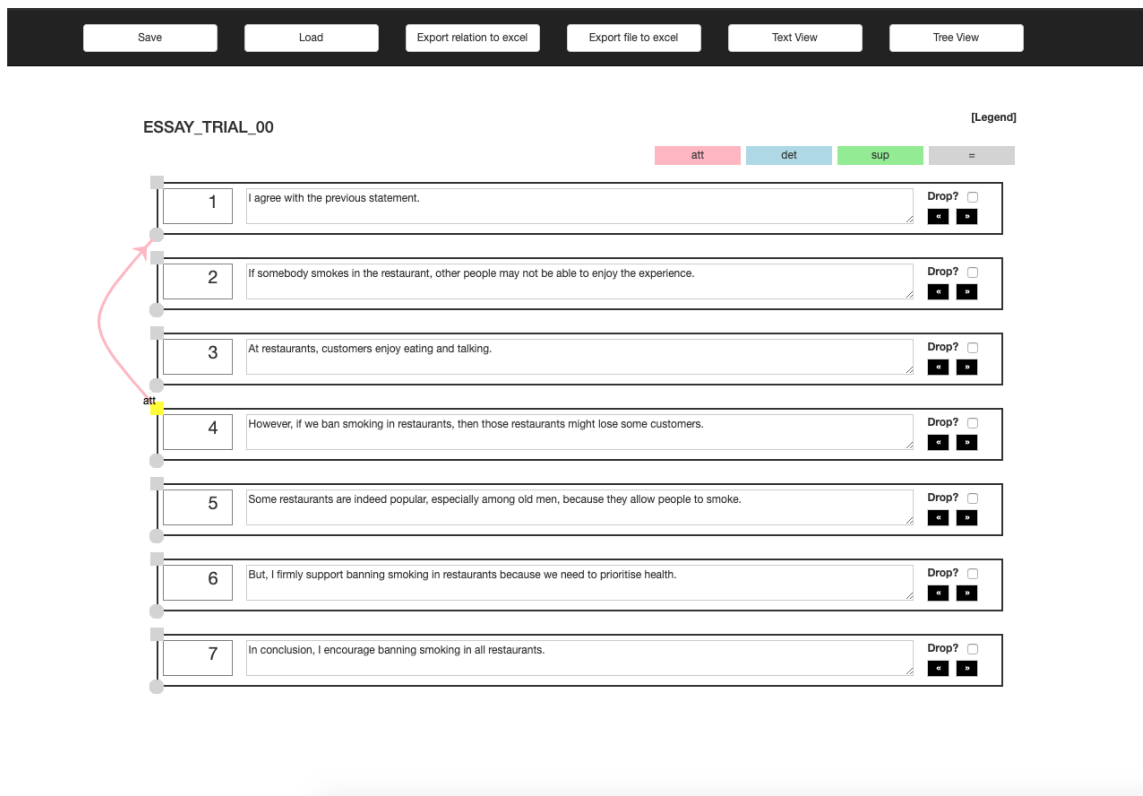 Save Load Export relation to excel Export file to excel Text View Tree View
[Legend]
ESSAY_TRIAL_00
att det sup =
1 I agree with the previous statement. Drop?
« »
2 If somebody smokes in the restaurant, other people may not be able to enjoy the experience. Drop?
« »
3 At restaurants, customers enjoy eating and talking. Drop?
« »
att
4 However, if we ban smoking in restaurants, then those restaurants might lose some customers. Drop?
« »
5 Some restaurants are indeed popular, especially among old men, because they allow people to smoke. Drop?
« »
6 But, I firmly support banning smoking in restaurants because we need to prioritise health. Drop?
« »
7 In conclusion, I encourage banning smoking in all restaurants. Drop?
« »